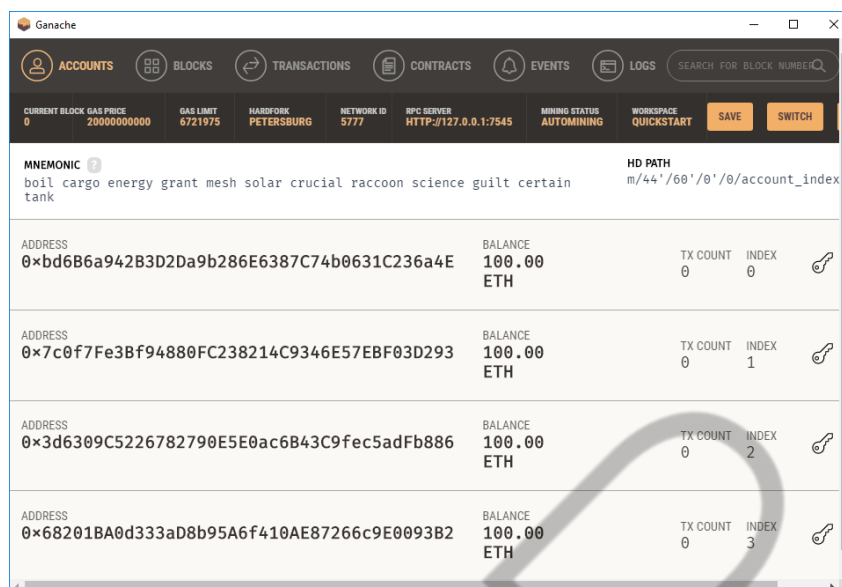 Ganache
ACCOUNTS BLOCKS TRANSACTIONS CONTRACTS EVENTS LOGS SEARCH FOR BLOCK NUMBER
CURRENT BLOCK GAS PRICE GAS LIMIT HARDFORK NETWORK ID RPC SERVER MINING STATUS WORKSPACE
0 20000000000 6721975 PETERSBURG 5777 HTTP://127.0.0.1:7545 AUTOMINING QUICKSTART SAVE SWITCH
MNEMONIC ? HD PATH
boil cargo energy grant mesh solar crucial raccoon science guilt certain m/44'/60'/0'/0/account_index
tank
ADDRESS BALANCE TX COUNT INDEX
0×bd6B6a942B3D2Da9b286E6387C74b0631C236a4E 100.00 0 0
ETH
ADDRESS BALANCE TX COUNT INDEX
0×7c0f7Fe3Bf94880FC238214C9346E57EBF03D293 100.00 0 1
ETH
ADDRESS BALANCE TX COUNT INDEX
0×3d6309C5226782790E5E0ac6B43C9fec5adFb886 100.00 0 2
ETH
ADDRESS BALANCE TX COUNT INDEX
0×68201BA0d333aD8b95A6f410AE87266c9E0093B2 100.00 0 3
ETH